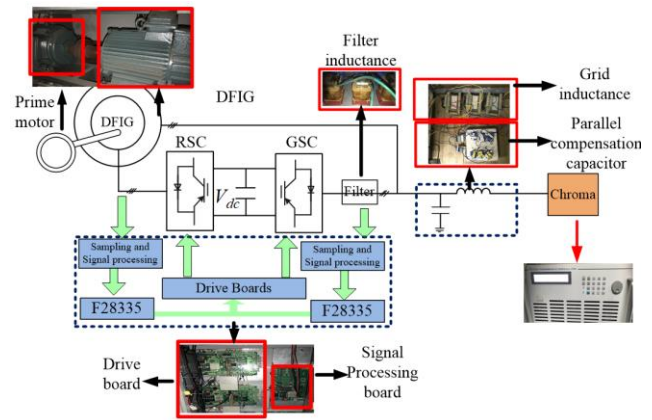 Filter
inductance
Grid
inductance
Prime
motor
DFIG
DFIG
RSC
GSC
Parallel
compensation
capacitor
Vdc
Filter
Chroma
Sampling and
Signal processing
Sampling and
Signal processing
Drive Boards
F28335
F28335
Drive
board
Signal
Processing
board